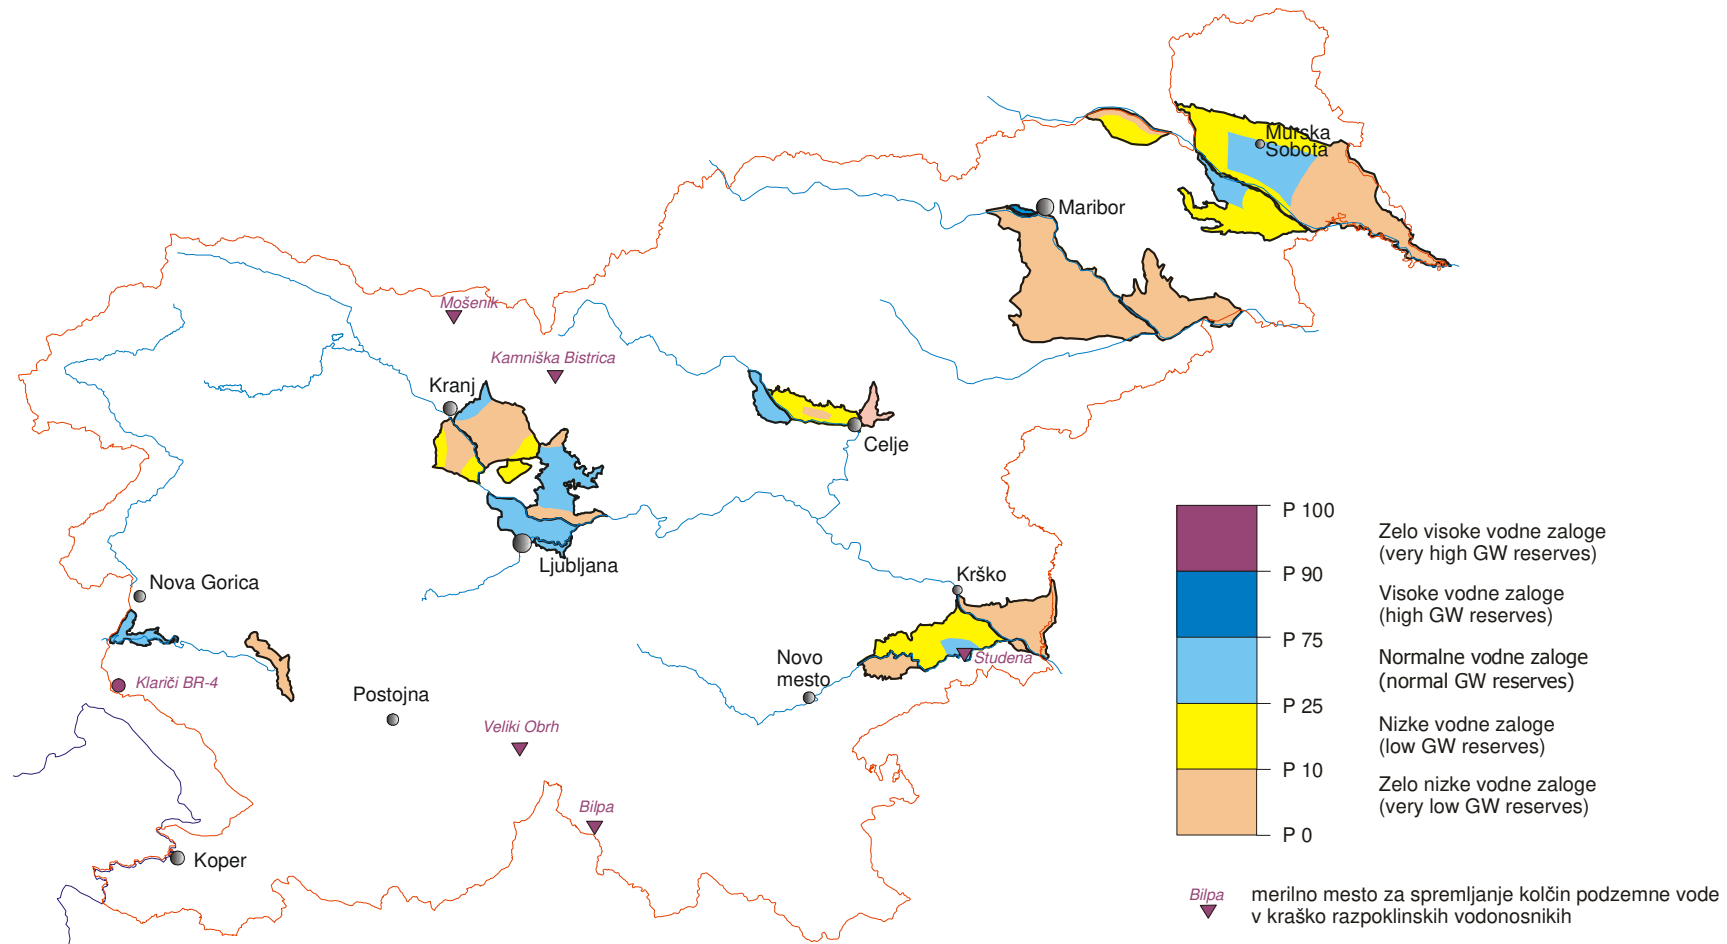 Murska
Sobota
Maribor
Mošenik
Kamniška Bistrica
Kranj
Celje
Ljubljana
Nova Gorica
Krško
Klariči BR-4
Postojna
Novo
mesto
Studena
Veliki Obrh
Bilpa
Koper
P 100
Zelo visoke vodne zaloge
(very high GW reserves)
P 90
Visoke vodne zaloge
(high GW reserves)
P 75
Normalne vodne zaloge
(normal GW reserves)
P 25
Nizke vodne zaloge
(low GW reserves)
P 10
Zelo nizke vodne zaloge
(very low GW reserves)
P 0
Bilpa
merilno mesto za spremljanje kolčin podzemne vode
v kraško razpoklinskih vodonosnikih